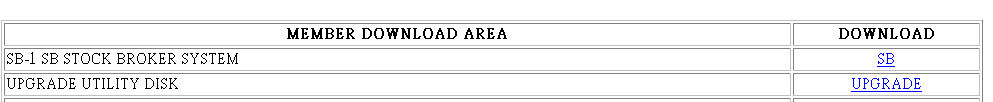 MEMBER DOWNLOAD AREA DOWNLOAD
SB-1 SB STOCK BROKER SYSTEM SB
UPGRADE UTILITY DISK UPGRADE